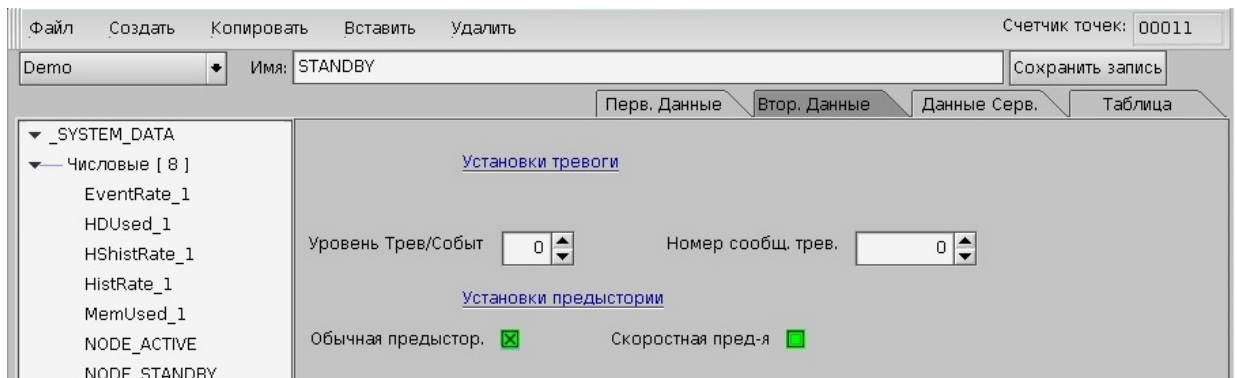 Файл Создать Копировать Вставить Удалить Счетчик точек: 00011
Demo Имя: STANDBY Сохранить запись
Перв. Данные Втор. Данные Данные Серв. Таблица
_SYSTEM_DATA
Числовые [ 8 ]
EventRate_1
HDUsed_1
HShistRate_1
HistRate_1
MemUsed_1
NODE_ACTIVE
NODE_STANDBY
Установки тревоги
Уровень Трев/Событ 0 Номер сообщ. трев. 0
Установки предыстории
Обычная предыстор. Скоростная пред-я